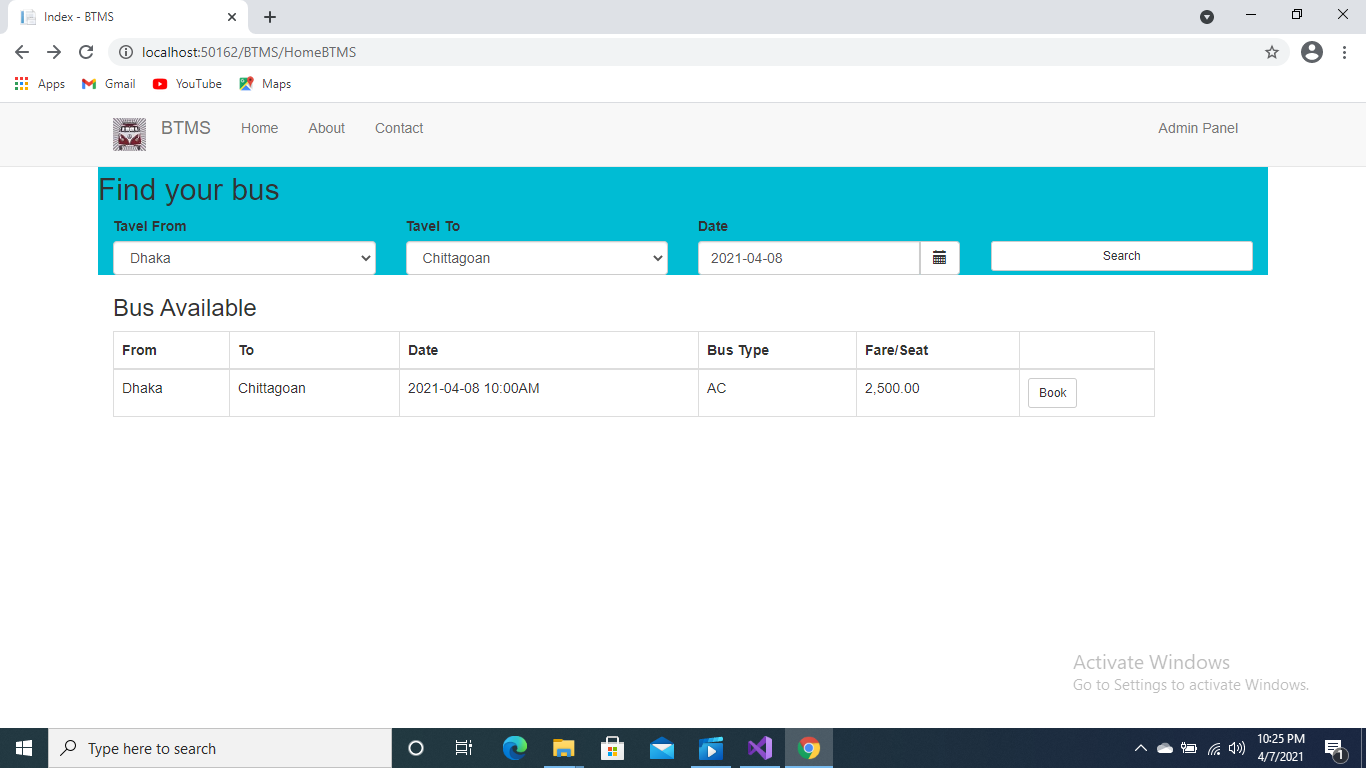 Index - BTMS
localhost:50162/BTMS/HomeBTMS
Apps Gmail YouTube Maps
BTMS Home About Contact Admin Panel
Find your bus
Tavel From Tavel To Date
Dhaka Chittagoan 2021-04-08 Search
Bus Available
From To Date Bus Type Fare/Seat
Dhaka Chittagoan 2021-04-08 10:00AM AC 2,500.00 Book
Activate Windows
Go to Settings to activate Windows.
Type here to search
10:25 PM
4/7/2021
1